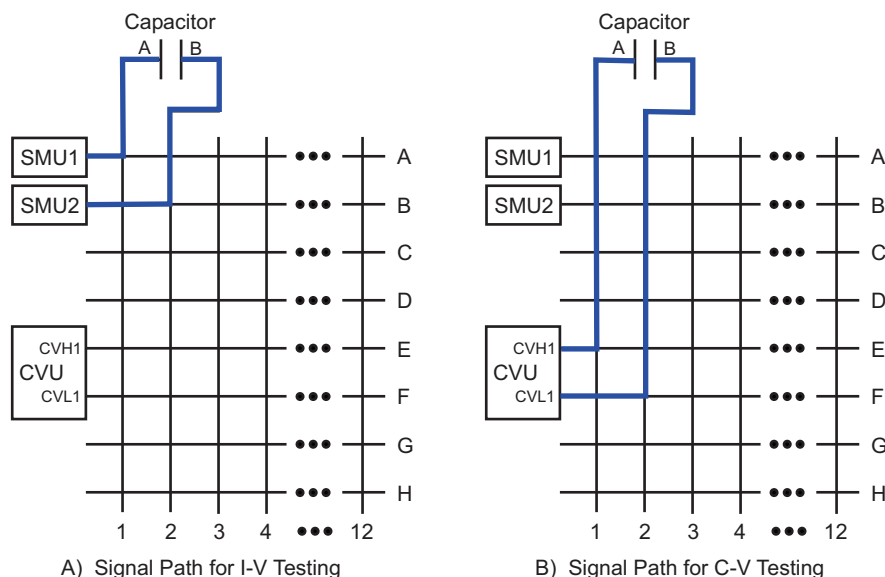 Capacitor
A B
SMU1
A
SMU2
B
C
D
CVH1
E
CVU
CVL1
F
G
H
1 2 3 4 12
A) Signal Path for I-V Testing
Capacitor
A B
SMU1
A
SMU2
B
C
D
CVH1
E
CVU
CVL1
F
G
H
1 2 3 4 12
B) Signal Path for C-V Testing